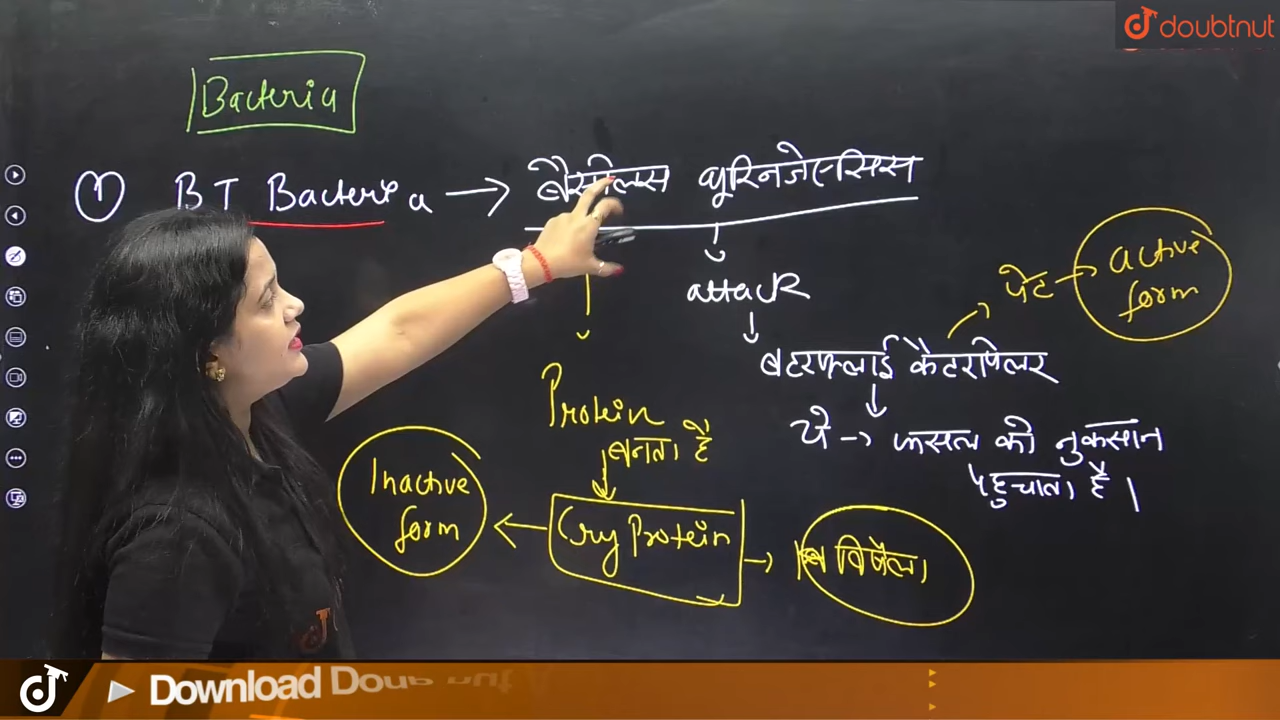 doubtnut
Bacteria
1 BT Bacteria → बैसीलस थूरिनजेएसिस
attack
पेट → active form
बटरफ्लाई कैटरपिलर
Protein बनता है
ये → फसल को नुकसान पहुचाता है।
Inactive form
Cry Protein
विषैला
Download